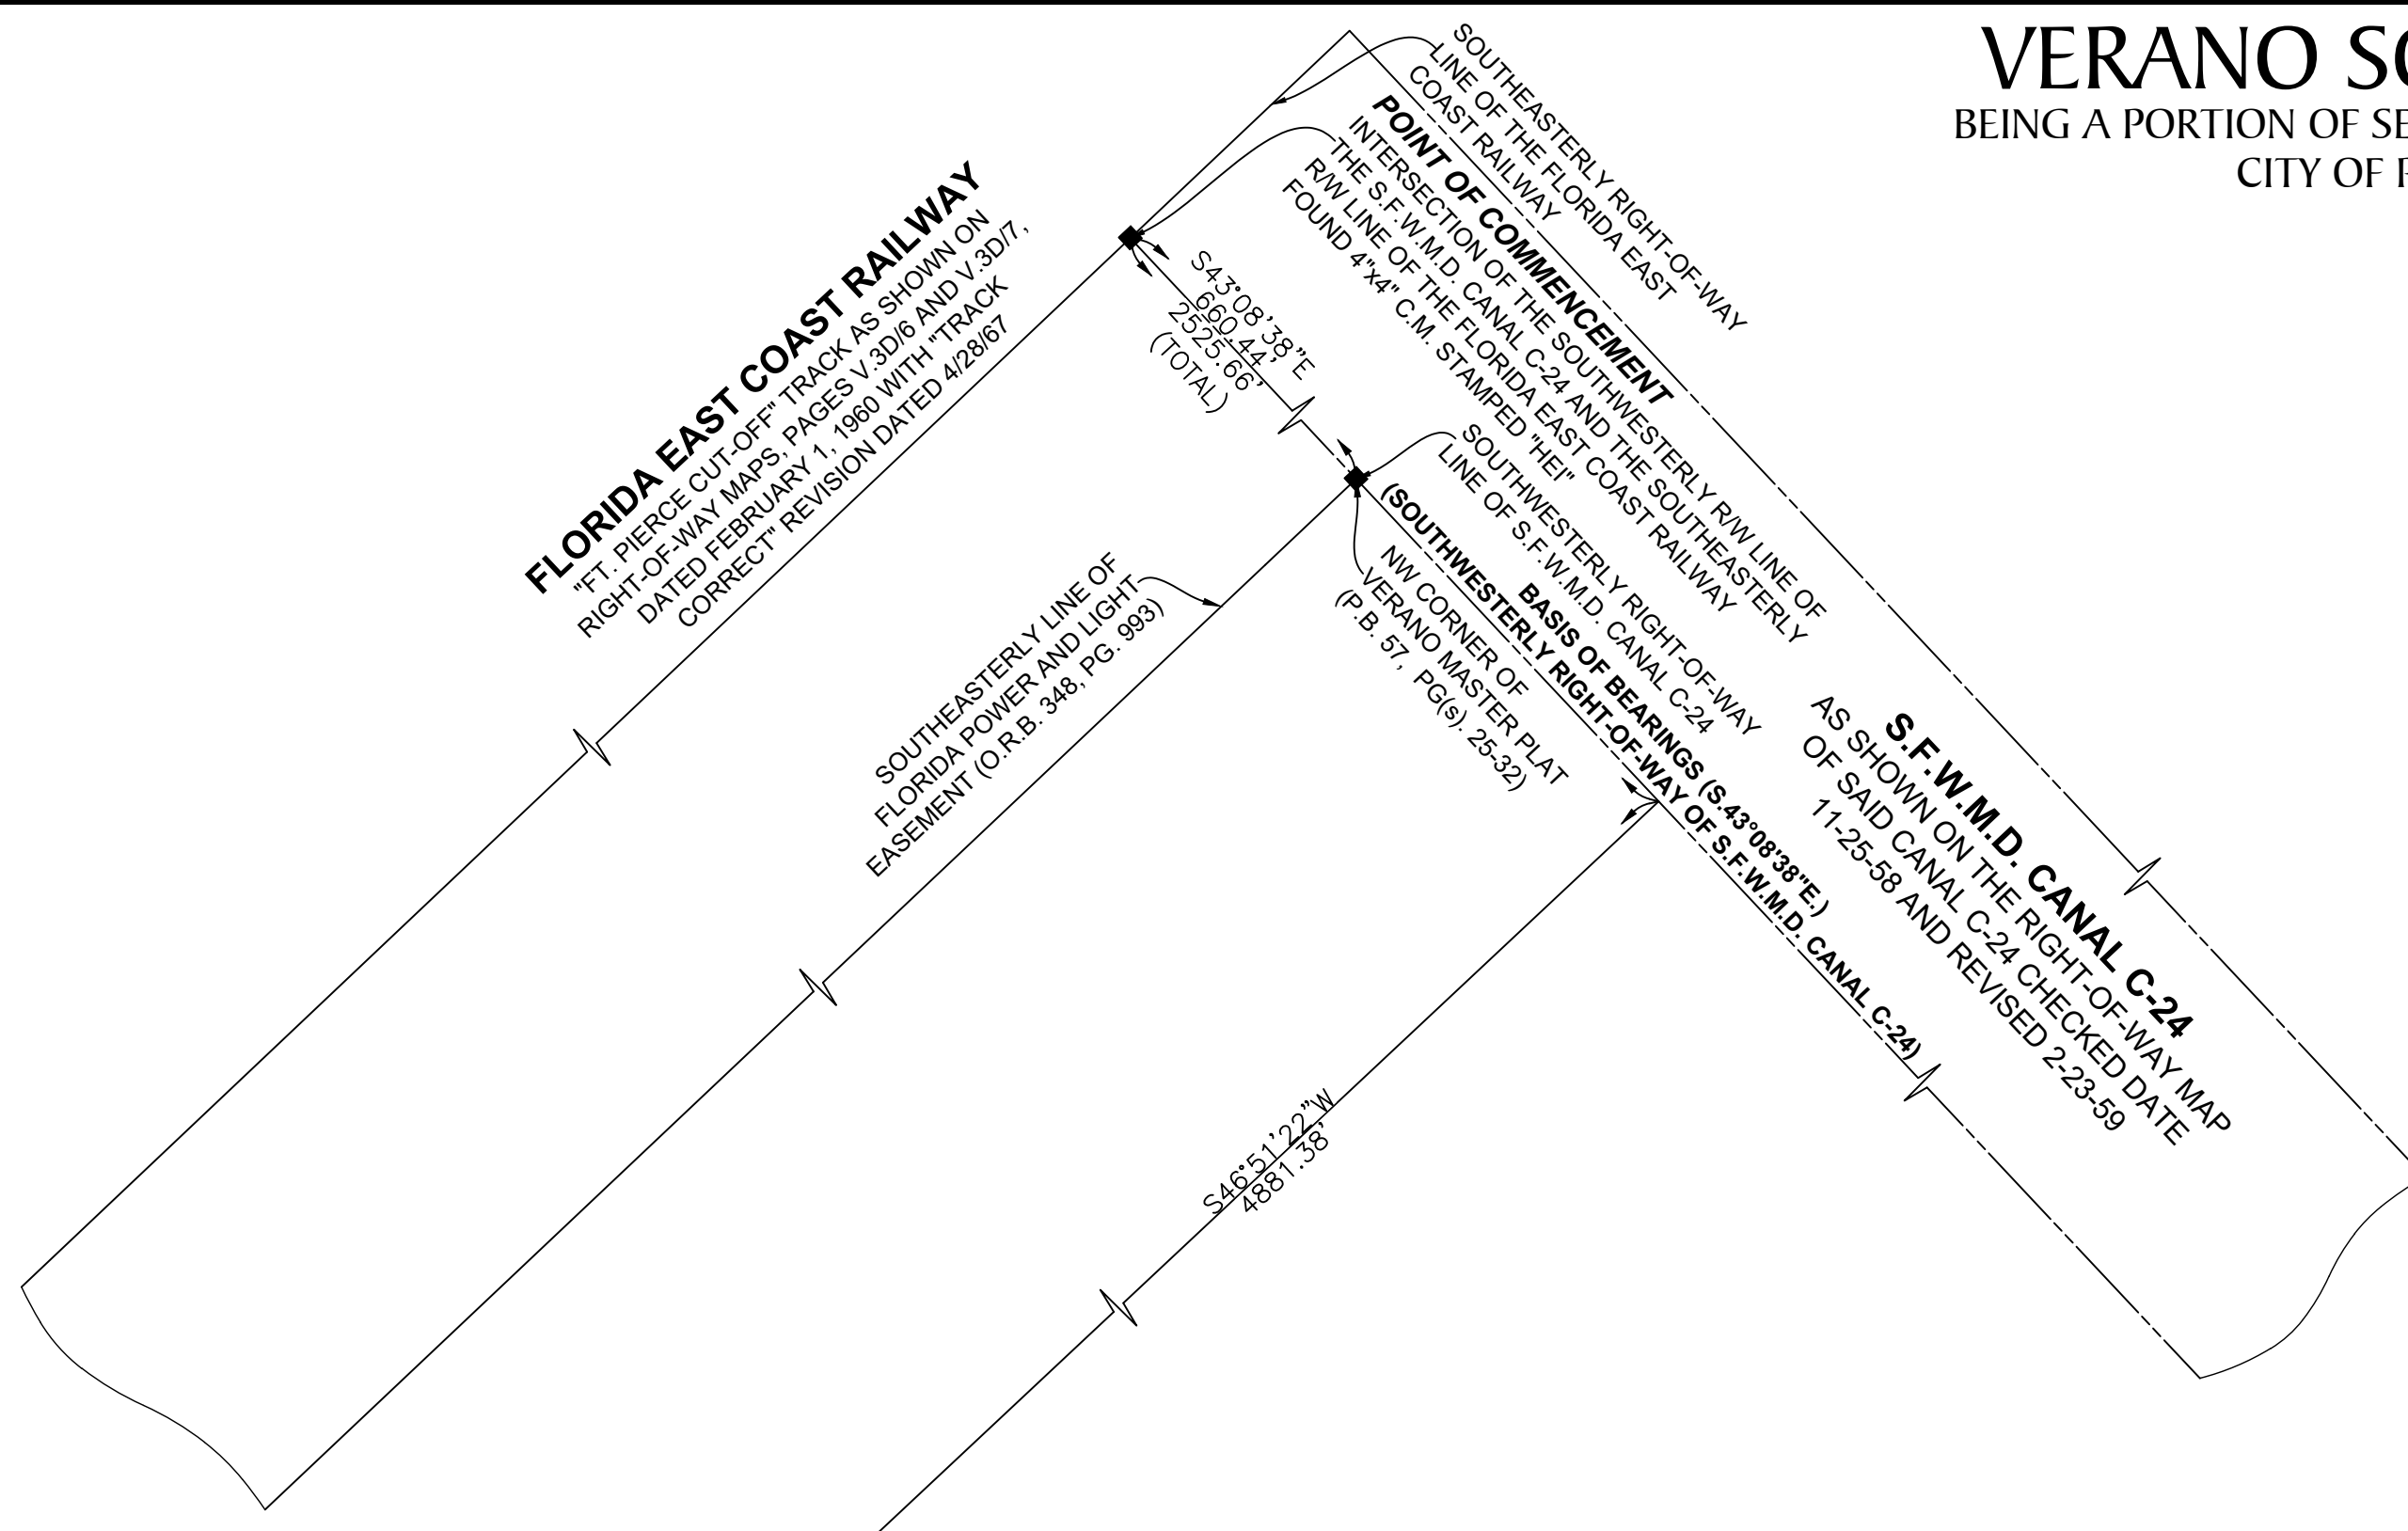 VERANO SO
BEING A PORTION OF SE
CITY OF
SOUTHEASTERLY RIGHT-OF-WAY
LINE OF THE FLORIDA EAST
COAST RAILWAY
POINT OF COMMENCEMENT
INTERSECTION OF THE SOUTHWESTERLY R/W LINE OF
THE S.F.W.M.D. CANAL C-24 AND THE SOUTHEASTERLY
R/W LINE OF THE FLORIDA EAST COAST RAILWAY
FOUND 4"x4" C.M. STAMPED "HEI"
FLORIDA EAST COAST RAILWAY
"FT. PIERCE CUT-OFF" TRACK AS SHOWN ON
RIGHT-OF-WAY MAPS, PAGES V.3D/6 AND V.3D/7,
DATED FEBRUARY 1, 1960 WITH "TRACK
CORRECT" REVISION DATED 4/28/67
S43°08'38"E
660.44'
2525.66'
(TOTAL)
SOUTHWESTERLY RIGHT-OF-WAY
LINE OF S.F.W.M.D. CANAL C-24
BASIS OF BEARINGS (S.43°08'38"E.)
(SOUTHWESTERLY RIGHT-OF-WAY OF S.F.W.M.D. CANAL C-24)
NW CORNER OF
VERANO MASTER PLAT
(P.B. 57, PG(s). 25-32)
SOUTHEASTERLY LINE OF
FLORIDA POWER AND LIGHT
EASEMENT (O.R.B. 348, PG. 993)
S.F.W.M.D. CANAL C-24
AS SHOWN ON THE RIGHT-OF-WAY MAP
OF SAID CANAL C-24 CHECKED DATE
11-25-58 AND REVISED 2-23-59
S46°51'22"W
4881.38'